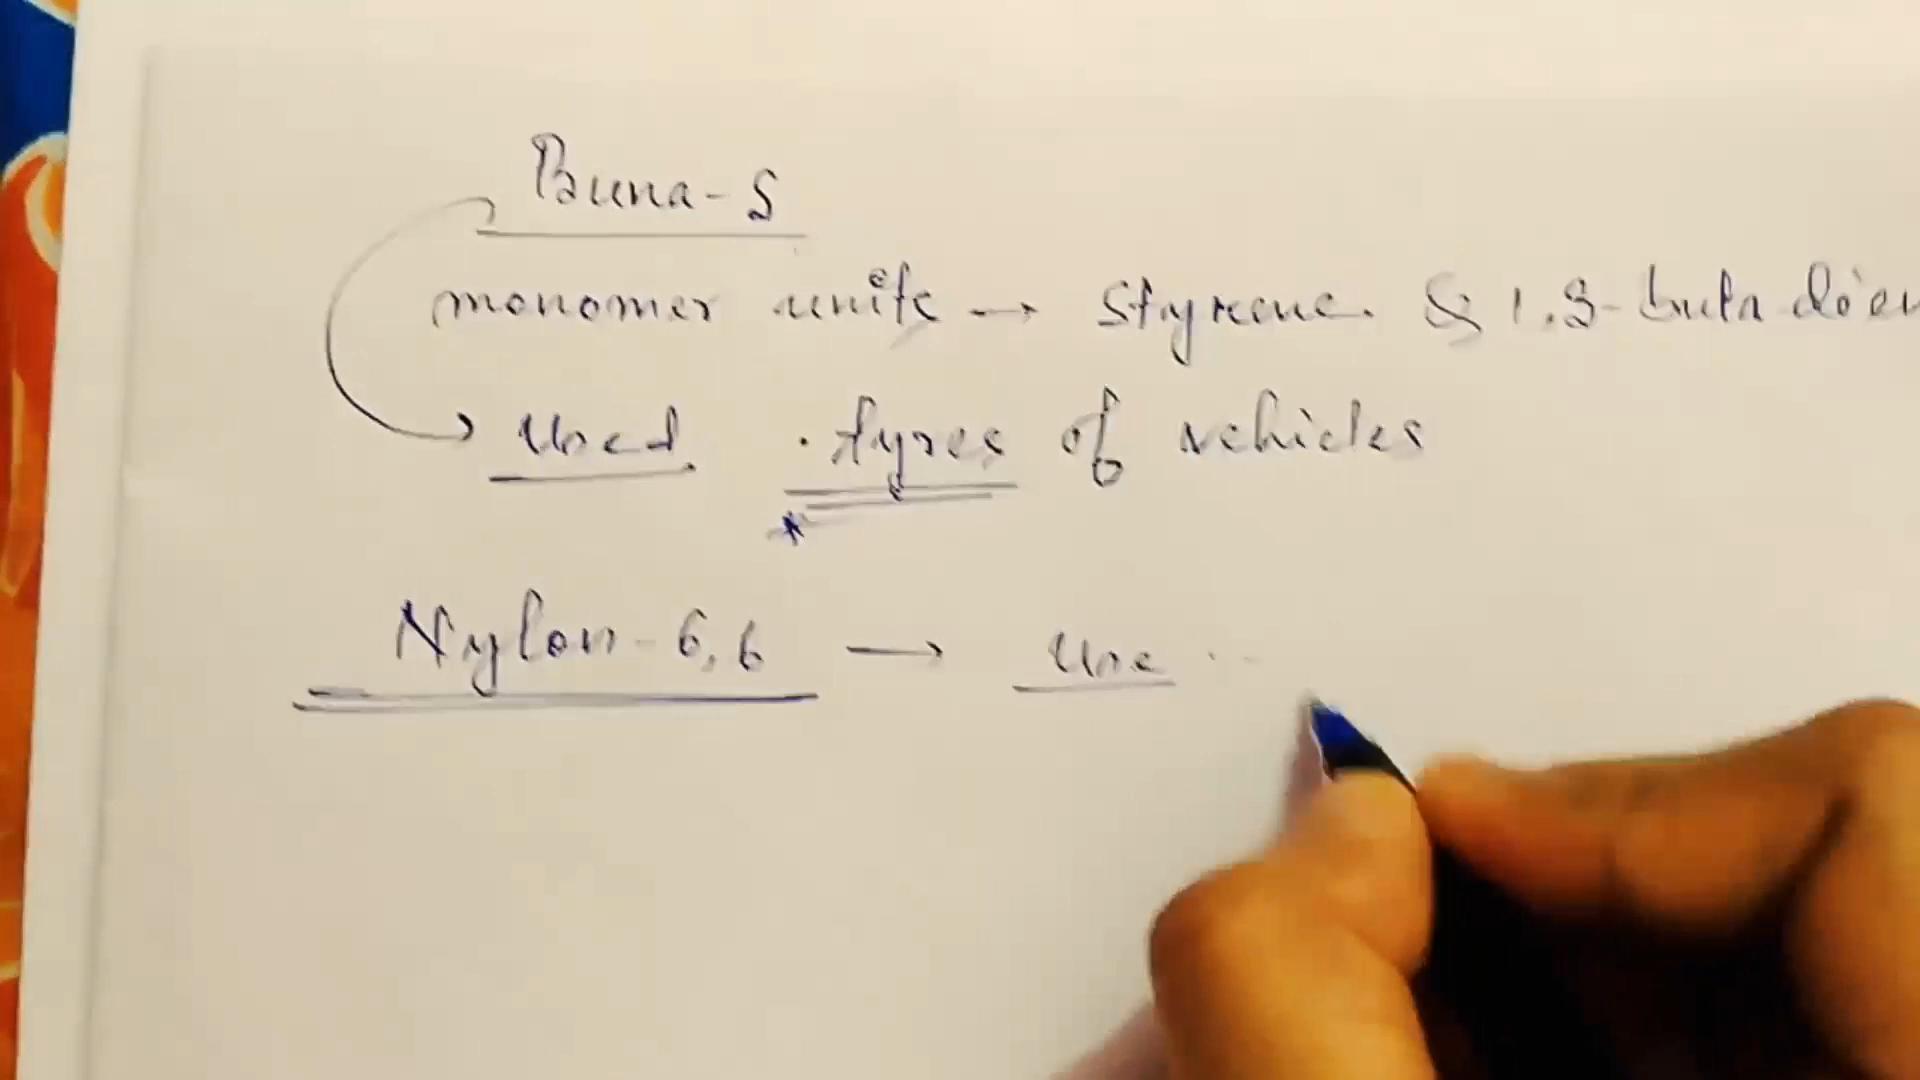 Buna-S
monomer units → Styrene & 1.3-butadien
Used . tyres of vehicles
*
Nylon-6,6 → Use ..